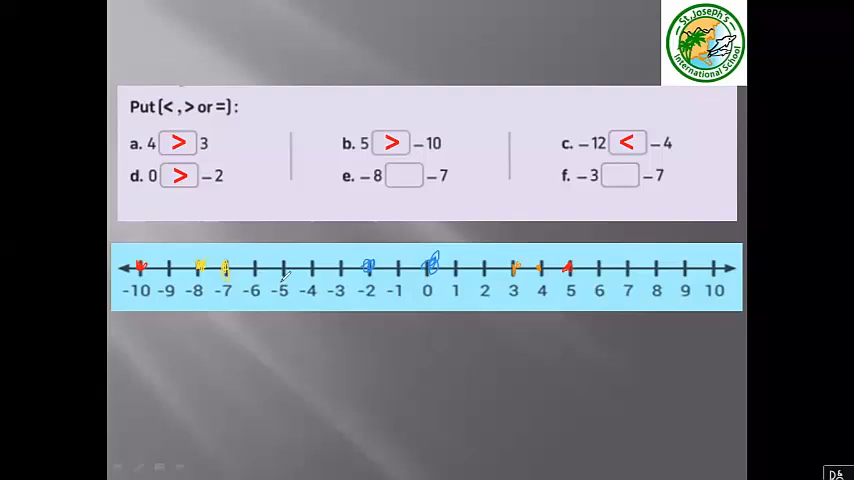 St. Joseph's
International School
Put (< , > or =) :
a. 4 > 3
b. 5 > – 10
c. – 12 < – 4
d. 0 > – 2
e. – 8 – 7
f. – 3 – 7
-10 -9 -8 -7 -6 -5 -4 -3 -2 -1 0 1 2 3 4 5 6 7 8 9 10